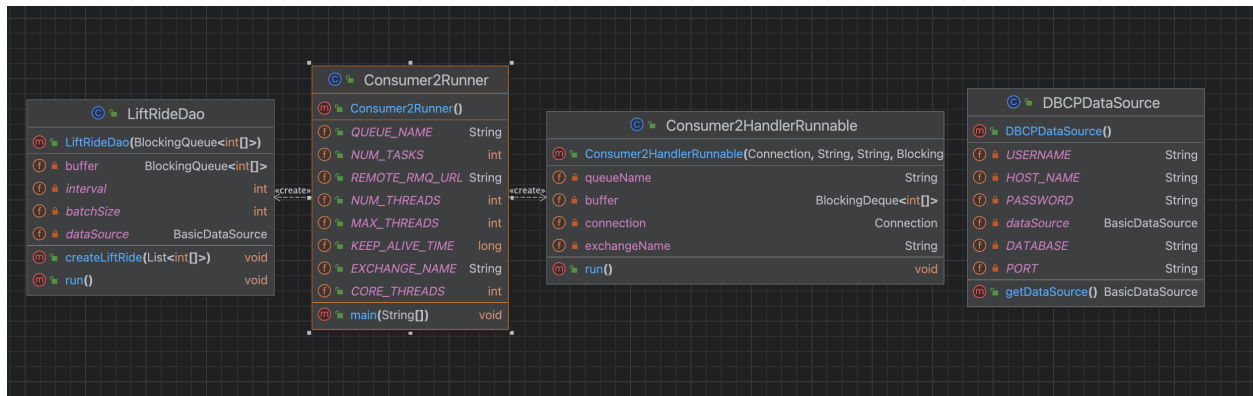 LiftRideDao
LiftRideDao(BlockingQueue<int[]>)
buffer BlockingQueue<int[]>
interval int
batchSize int
dataSource BasicDataSource
createLiftRide(List<int[]>) void
run() void
«create»
Consumer2Runner
Consumer2Runner()
QUEUE_NAME String
NUM_TASKS int
REMOTE_RMQ_URL String
NUM_THREADS int
MAX_THREADS int
KEEP_ALIVE_TIME long
EXCHANGE_NAME String
CORE_THREADS int
main(String[]) void
«create»
Consumer2HandlerRunnable
Consumer2HandlerRunnable(Connection, String, String, Blocking
queueName String
buffer BlockingDeque<int[]>
connection Connection
exchangeName String
run() void
DBCPDataSource
DBCPDataSource()
USERNAME String
HOST_NAME String
PASSWORD String
dataSource BasicDataSource
DATABASE String
PORT String
getDataSource() BasicDataSource